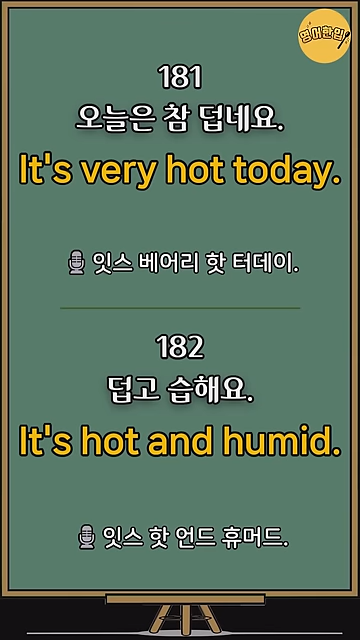 영어한입
181
오늘은 참 덥네요.
It's very hot today.
잇스 베어리 핫 터데이.
182
덥고 습해요.
It's hot and humid.
잇스 핫 언드 휴머드.